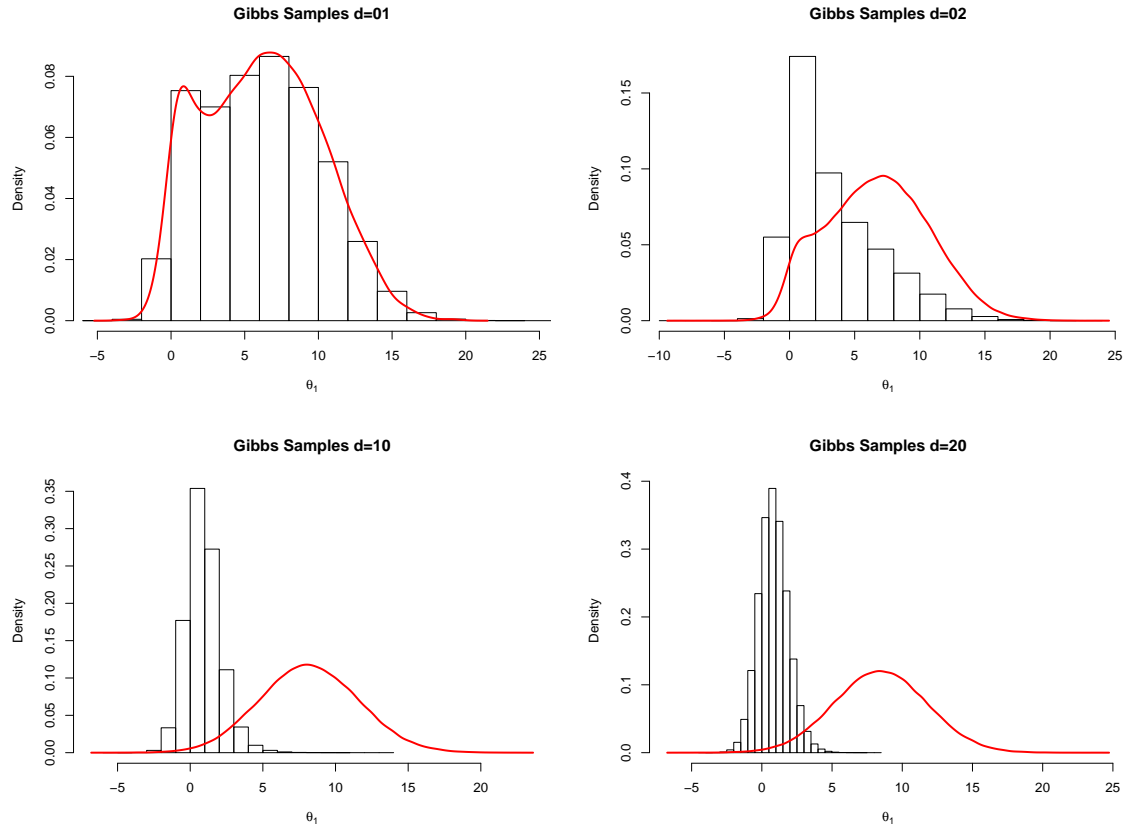 Gibbs Samples d=01
Density
0.00 0.02 0.04 0.06 0.08
−5 0 5 10 15 20 25
θ1
Gibbs Samples d=02
Density
0.00 0.05 0.10 0.15
−10 −5 0 5 10 15 20 25
θ1
Gibbs Samples d=10
Density
0.00 0.05 0.10 0.15 0.20 0.25 0.30 0.35
−5 0 5 10 15 20
θ1
Gibbs Samples d=20
Density
0.0 0.1 0.2 0.3 0.4
−5 0 5 10 15 20 25
θ1